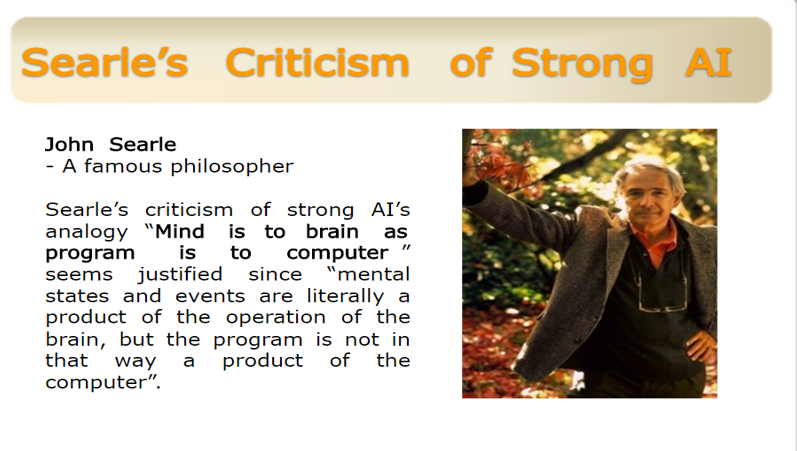 Searle’s Criticism of Strong AI
John Searle
- A famous philosopher
Searle’s criticism of strong AI’s
analogy “Mind is to brain as
program is to computer ”
seems justified since “mental
states and events are literally a
product of the operation of the
brain, but the program is not in
that way a product of the
computer”.